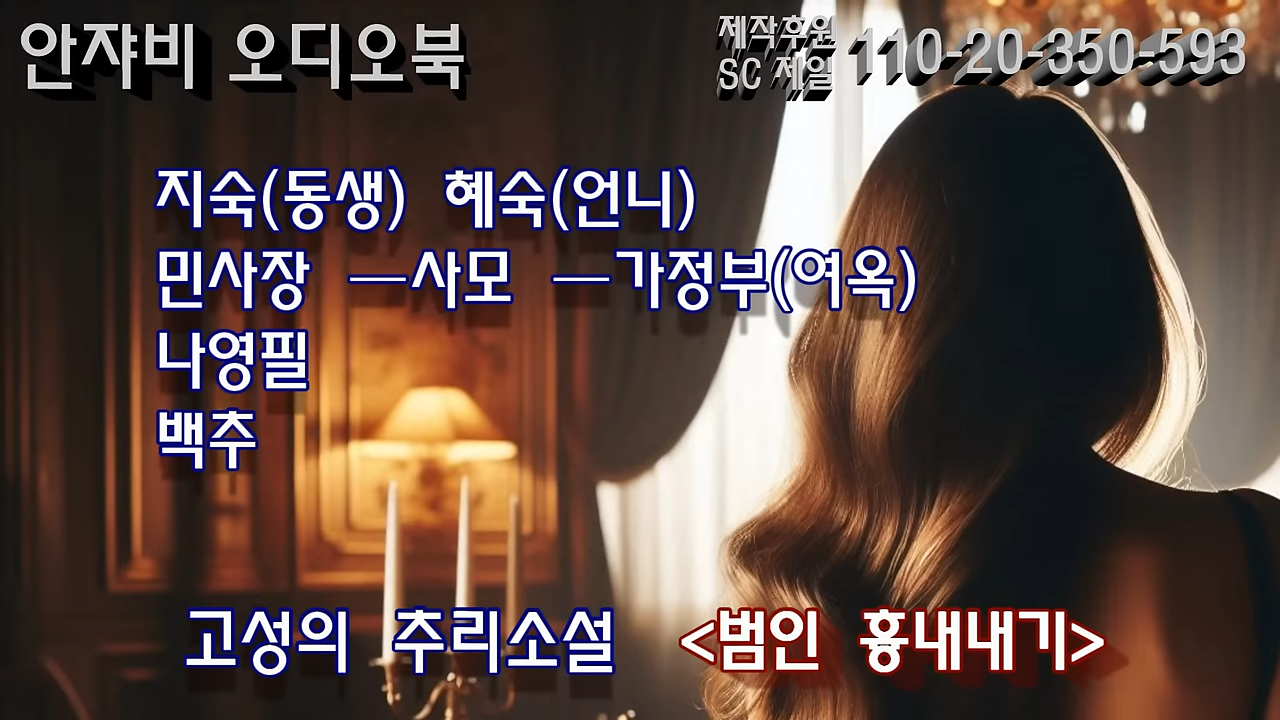 안쟈비 오디오북
제작후원
SC 제일 110-20-350-593
지숙(동생) 혜숙(언니)
민사장 —사모 —가정부(여옥)
나영필
백추
고성의 추리소설 <범인 흉내내기>